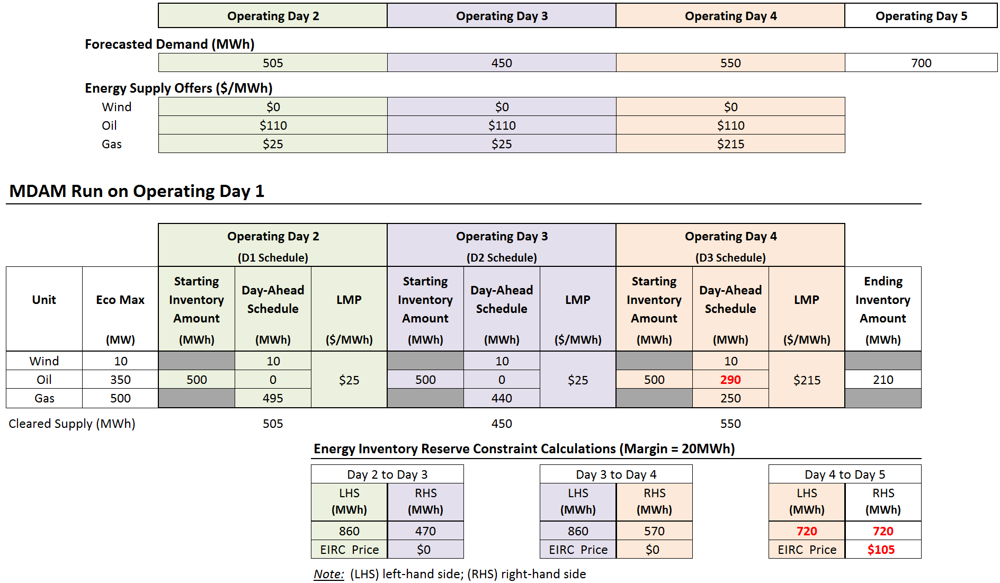 Operating Day 2 Operating Day 3 Operating Day 4 Operating Day 5
Forecasted Demand (MWh)
505 450 550 700
Energy Supply Offers ($/MWh)
Wind $0 $0 $0
Oil $110 $110 $110
Gas $25 $25 $215
MDAM Run on Operating Day 1
Operating Day 2 Operating Day 3 Operating Day 4
(D1 Schedule) (D2 Schedule) (D3 Schedule)
Unit Eco Max (MW) Starting Inventory Amount (MWh) Day-Ahead Schedule (MWh) LMP ($/MWh) Starting Inventory Amount (MWh) Day-Ahead Schedule (MWh) LMP ($/MWh) Starting Inventory Amount (MWh) Day-Ahead Schedule (MWh) LMP ($/MWh) Ending Inventory Amount (MWh)
Wind 10 10 10 10
Oil 350 500 0 $25 500 0 $25 500 290 $215 210
Gas 500 495 440 250
Cleared Supply (MWh) 505 450 550
Energy Inventory Reserve Constraint Calculations (Margin = 20MWh)
Day 2 to Day 3 Day 3 to Day 4 Day 4 to Day 5
LHS RHS LHS RHS LHS RHS
(MWh) (MWh) (MWh) (MWh) (MWh) (MWh)
860 470 860 570 720 720
EIRC Price $0 EIRC Price $0 EIRC Price $105
Note: (LHS) left-hand side; (RHS) right-hand side